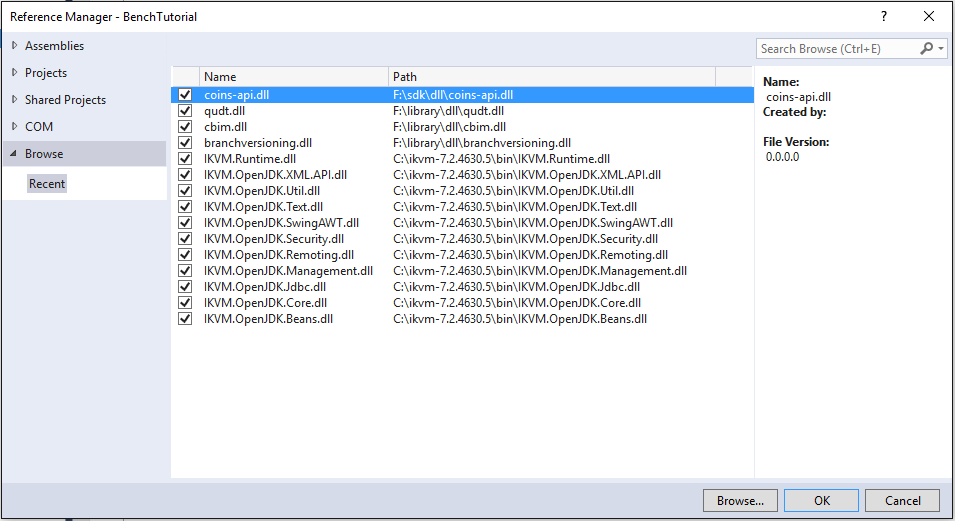 Reference Manager - BenchTutorial
Assemblies
Projects
Shared Projects
COM
Browse
Recent
Name Path
coins-api.dll F:\sdk\dll\coins-api.dll
qudt.dll F:\library\dll\qudt.dll
cbim.dll F:\library\dll\cbim.dll
branchversioning.dll F:\library\dll\branchversioning.dll
IKVM.Runtime.dll C:\ikvm-7.2.4630.5\bin\IKVM.Runtime.dll
IKVM.OpenJDK.XML.API.dll C:\ikvm-7.2.4630.5\bin\IKVM.OpenJDK.XML.API.dll
IKVM.OpenJDK.Util.dll C:\ikvm-7.2.4630.5\bin\IKVM.OpenJDK.Util.dll
IKVM.OpenJDK.Text.dll C:\ikvm-7.2.4630.5\bin\IKVM.OpenJDK.Text.dll
IKVM.OpenJDK.SwingAWT.dll C:\ikvm-7.2.4630.5\bin\IKVM.OpenJDK.SwingAWT.dll
IKVM.OpenJDK.Security.dll C:\ikvm-7.2.4630.5\bin\IKVM.OpenJDK.Security.dll
IKVM.OpenJDK.Remoting.dll C:\ikvm-7.2.4630.5\bin\IKVM.OpenJDK.Remoting.dll
IKVM.OpenJDK.Management.dll C:\ikvm-7.2.4630.5\bin\IKVM.OpenJDK.Management.dll
IKVM.OpenJDK.Jdbc.dll C:\ikvm-7.2.4630.5\bin\IKVM.OpenJDK.Jdbc.dll
IKVM.OpenJDK.Core.dll C:\ikvm-7.2.4630.5\bin\IKVM.OpenJDK.Core.dll
IKVM.OpenJDK.Beans.dll C:\ikvm-7.2.4630.5\bin\IKVM.OpenJDK.Beans.dll
Search Browse (Ctrl+E)
Name:
coins-api.dll
Created by:
File Version:
0.0.0.0
Browse... OK Cancel